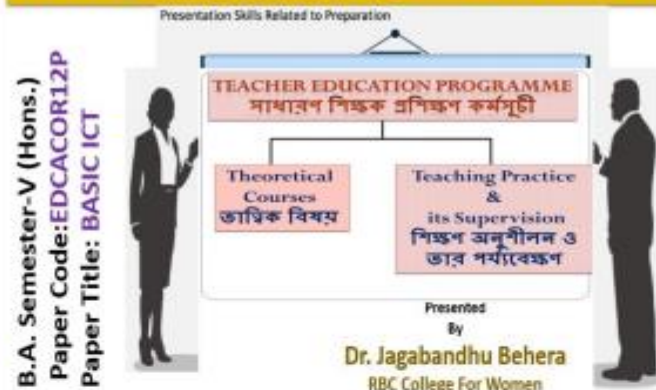 Presentation Skills Related to Preparation
B.A. Semester-V (Hons.)
Paper Code:EDCACOR12P
Paper Title: BASIC ICT
TEACHER EDUCATION PROGRAMME
সাধারণ শিক্ষক প্রশিক্ষণ কর্মসূচী
Theoretical
Courses
তাত্বিক বিষয়
Teaching Practice
&
its Supervision
শিক্ষণ অনুশীলন ও
তার পর্য্যবেক্ষণ
Presented
By
Dr. Jagabandhu Behera
RBC College For Women